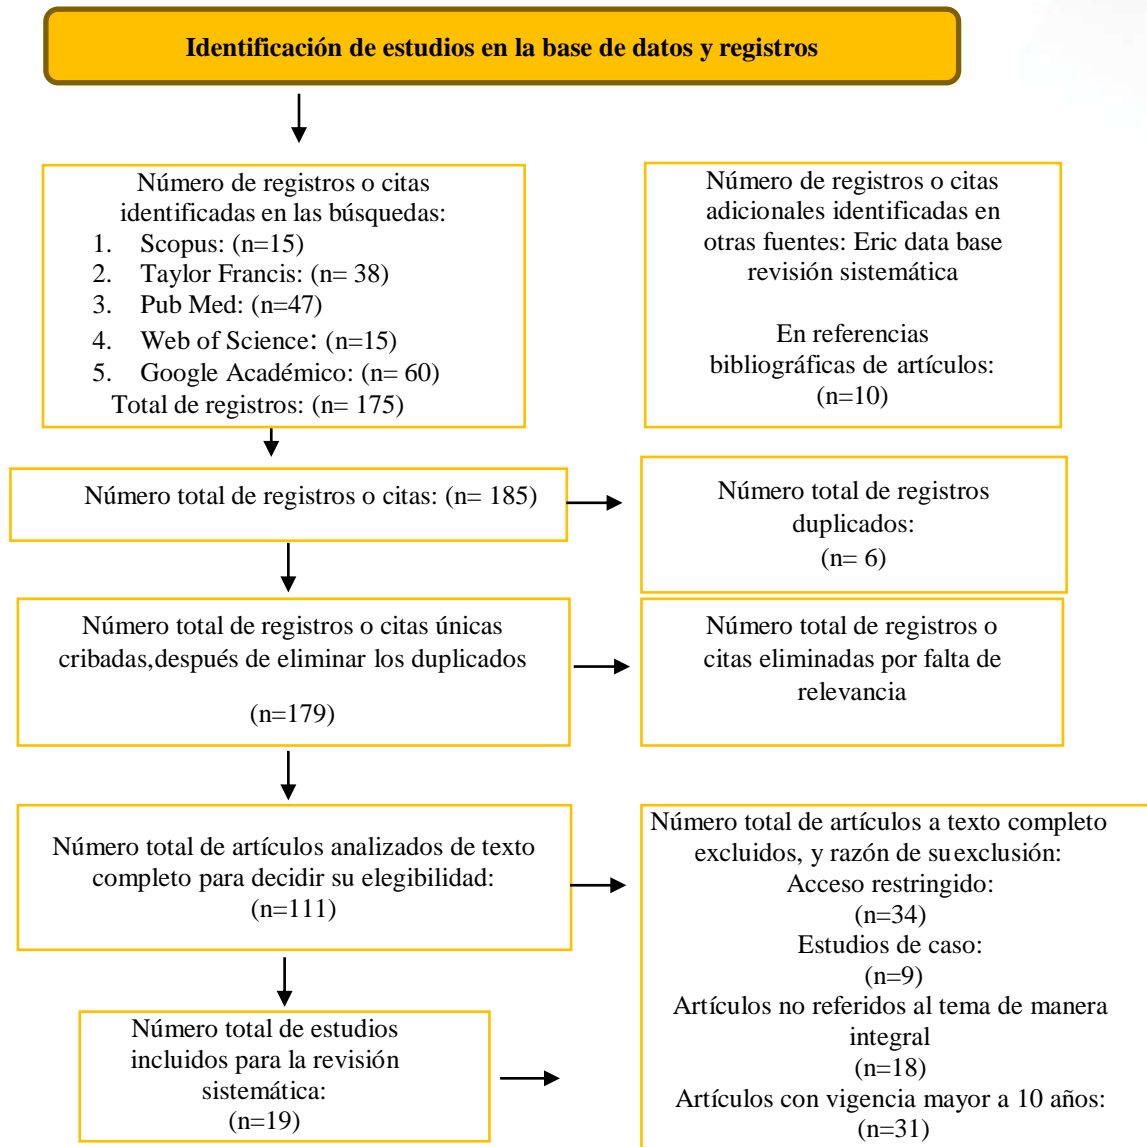 Identificación de estudios en la base de datos y registros
Número de registros o citas
identificadas en las búsquedas:
1. Scopus: (n=15)
2. Taylor Francis: (n= 38)
3. Pub Med: (n=47)
4. Web of Science: (n=15)
5. Google Académico: (n= 60)
Total de registros: (n= 175)
Número de registros o citas
adicionales identificadas en
otras fuentes: Eric data base
revisión sistemática
En referencias
bibliográficas de artículos:
(n=10)
Número total de registros o citas: (n= 185)
Número total de registros
duplicados:
(n= 6)
Número total de registros o citas únicas
cribadas,después de eliminar los duplicados
(n=179)
Número total de registros o
citas eliminadas por falta de
relevancia
Número total de artículos analizados de texto
completo para decidir su elegibilidad:
(n=111)
Número total de artículos a texto completo
excluidos, y razón de suexclusión:
Acceso restringido:
(n=34)
Estudios de caso:
(n=9)
Artículos no referidos al tema de manera
integral
(n=18)
Artículos con vigencia mayor a 10 años:
(n=31)
Número total de estudios
incluidos para la revisión
sistemática:
(n=19)